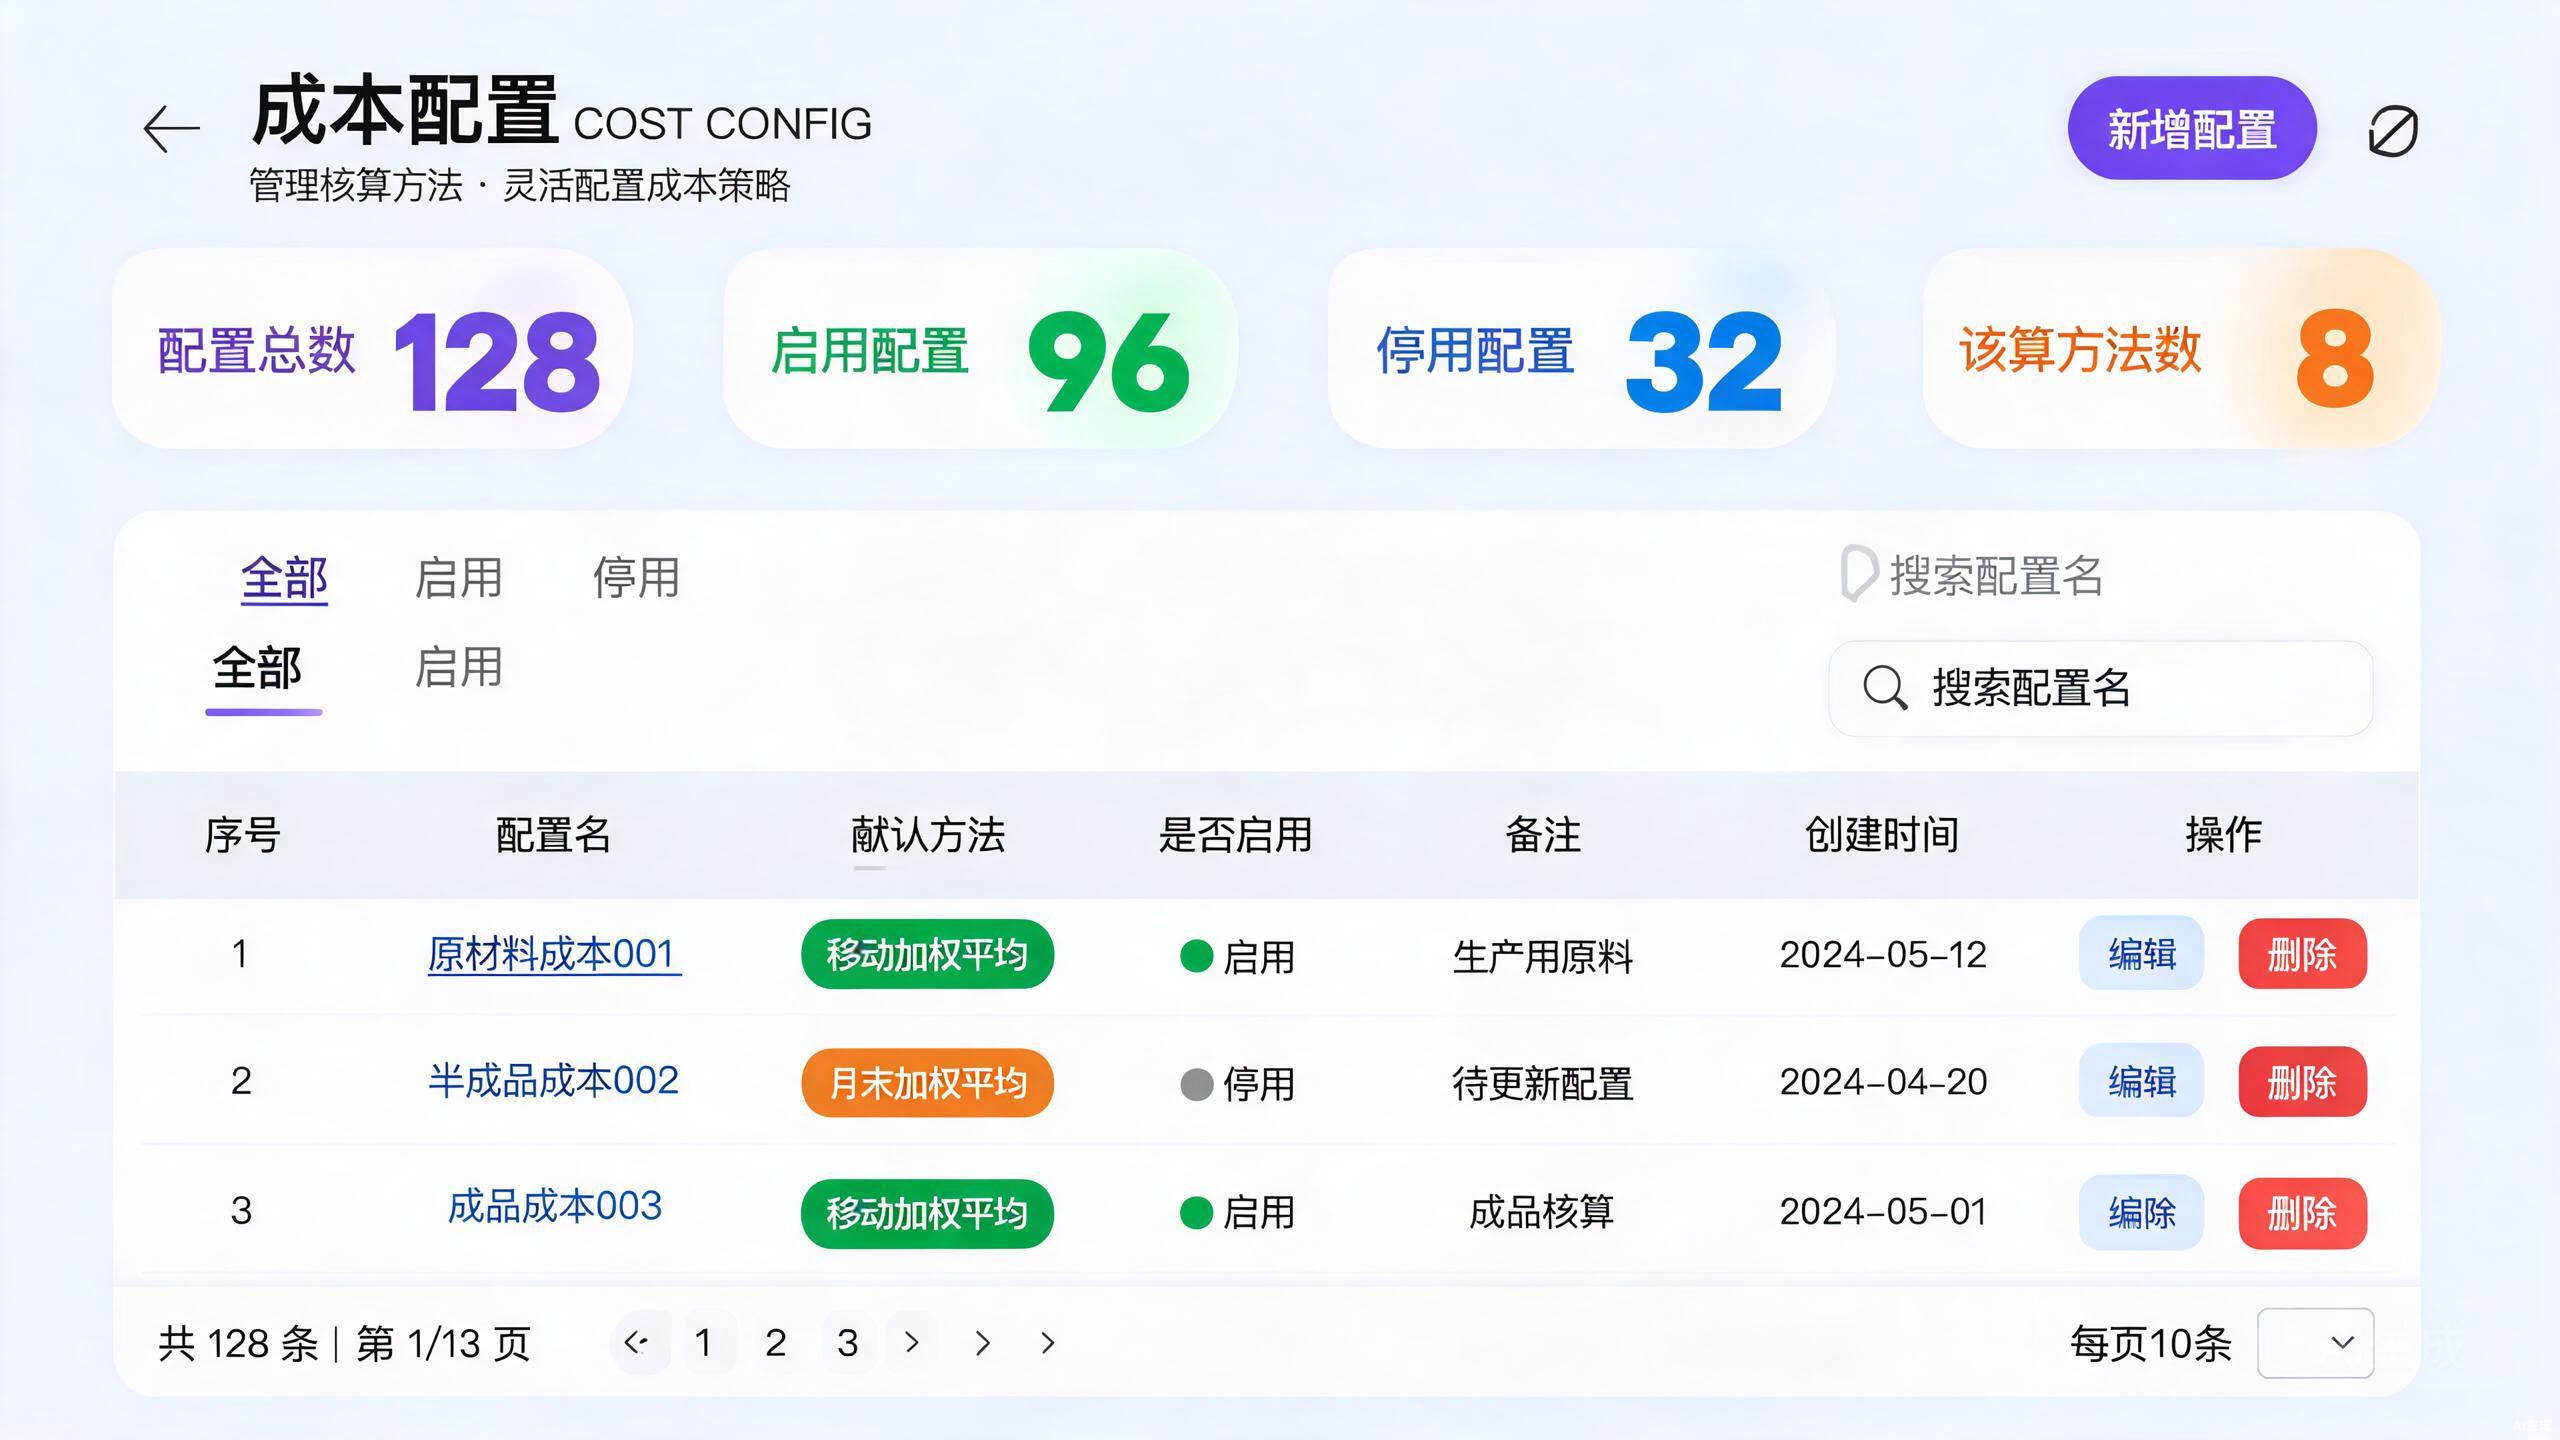 成本配置 COST CONFIG
管理核算方法 · 灵活配置成本策略
新增配置
配置总数 128
启用配置 96
停用配置 32
该算方法数 8
全部 启用 停用
搜索配置名
全部 启用
搜索配置名
序号 配置名 献认方法 是否启用 备注 创建时间 操作
1 原材料成本001 移动加权平均 启用 生产用原料 2024-05-12 编辑 删除
2 半成品成本002 月末加权平均 停用 待更新配置 2024-04-20 编辑 删除
3 成品成本003 移动加权平均 启用 成品核算 2024-05-01 编除 删除
共 128 条 | 第 1/13 页 1 2 3 > > > 每页10条